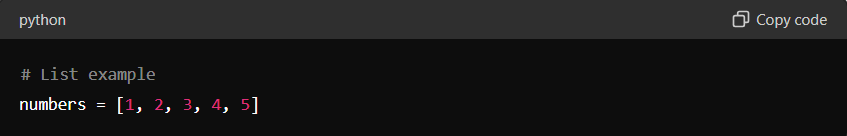 python Copy code
# List example
numbers = [1, 2, 3, 4, 5]